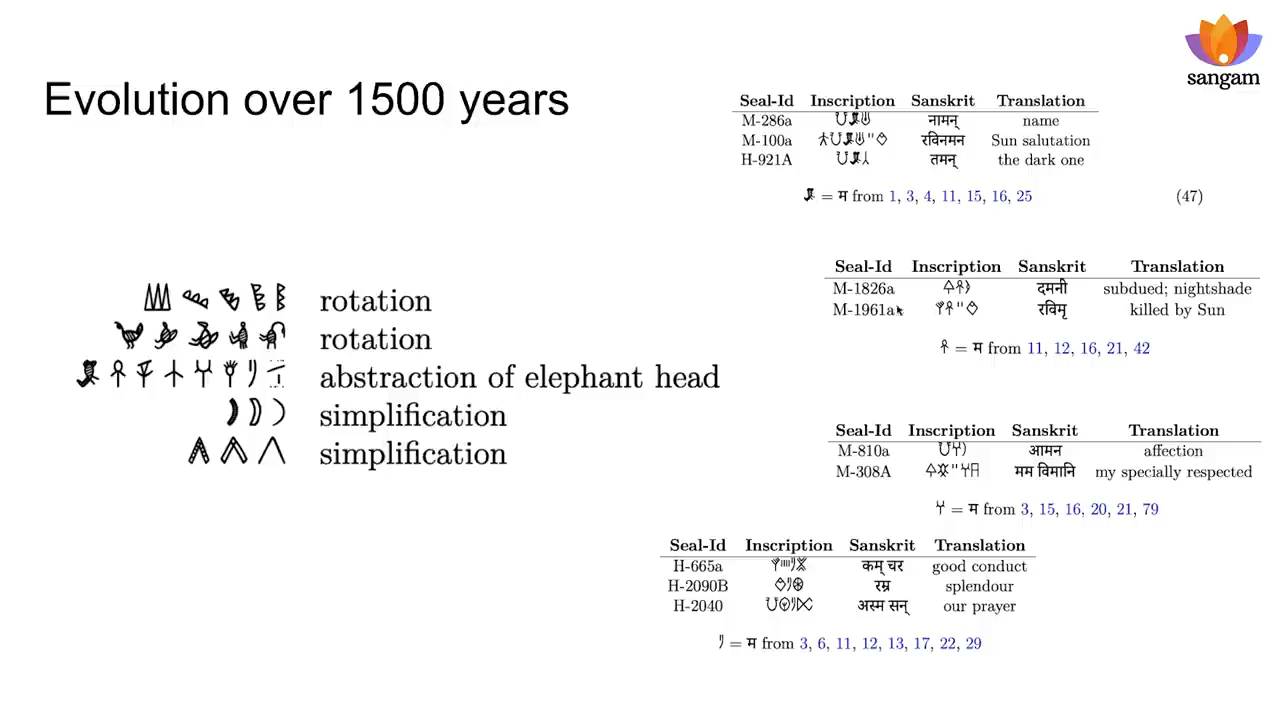 sangam
Evolution over 1500 years
Seal-Id Inscription Sanskrit Translation
M-286a नामन् name
M-100a रविनमन Sun salutation
H-921A तमन् the dark one
= म from 1, 3, 4, 11, 15, 16, 25 (47)
Seal-Id Inscription Sanskrit Translation
M-1826a दमनी subdued; nightshade
M-1961a रविमृ killed by Sun
= म from 11, 12, 16, 21, 42
rotation
rotation
abstraction of elephant head
simplification
simplification
Seal-Id Inscription Sanskrit Translation
M-810a आमन affection
M-308A मम विमानि my specially respected
= म from 3, 15, 16, 20, 21, 79
Seal-Id Inscription Sanskrit Translation
H-665a कम् चर good conduct
H-2090B रम्र splendour
H-2040 अस्म सन् our prayer
= म from 3, 6, 11, 12, 13, 17, 22, 29